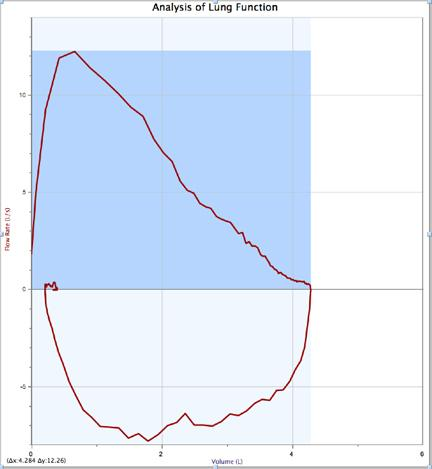 Analysis of Lung Function
10
5
0
-5
Flow Rate (L/s)
0
2
4
6
(Δx:4.284 Δy:12.26)
Volume (L)